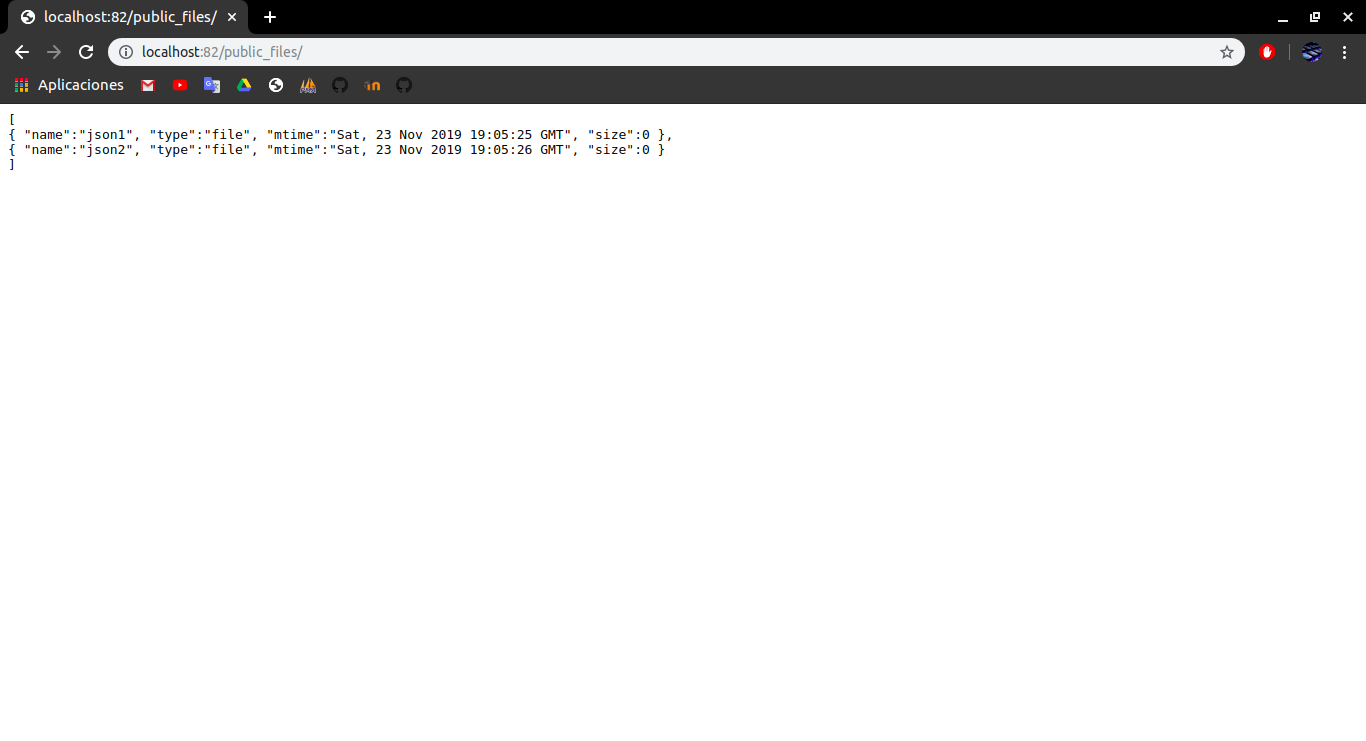 localhost:82/public_files/
localhost:82/public_files/
Aplicaciones
[
{ "name":"json1", "type":"file", "mtime":"Sat, 23 Nov 2019 19:05:25 GMT", "size":0 },
{ "name":"json2", "type":"file", "mtime":"Sat, 23 Nov 2019 19:05:26 GMT", "size":0 }
]